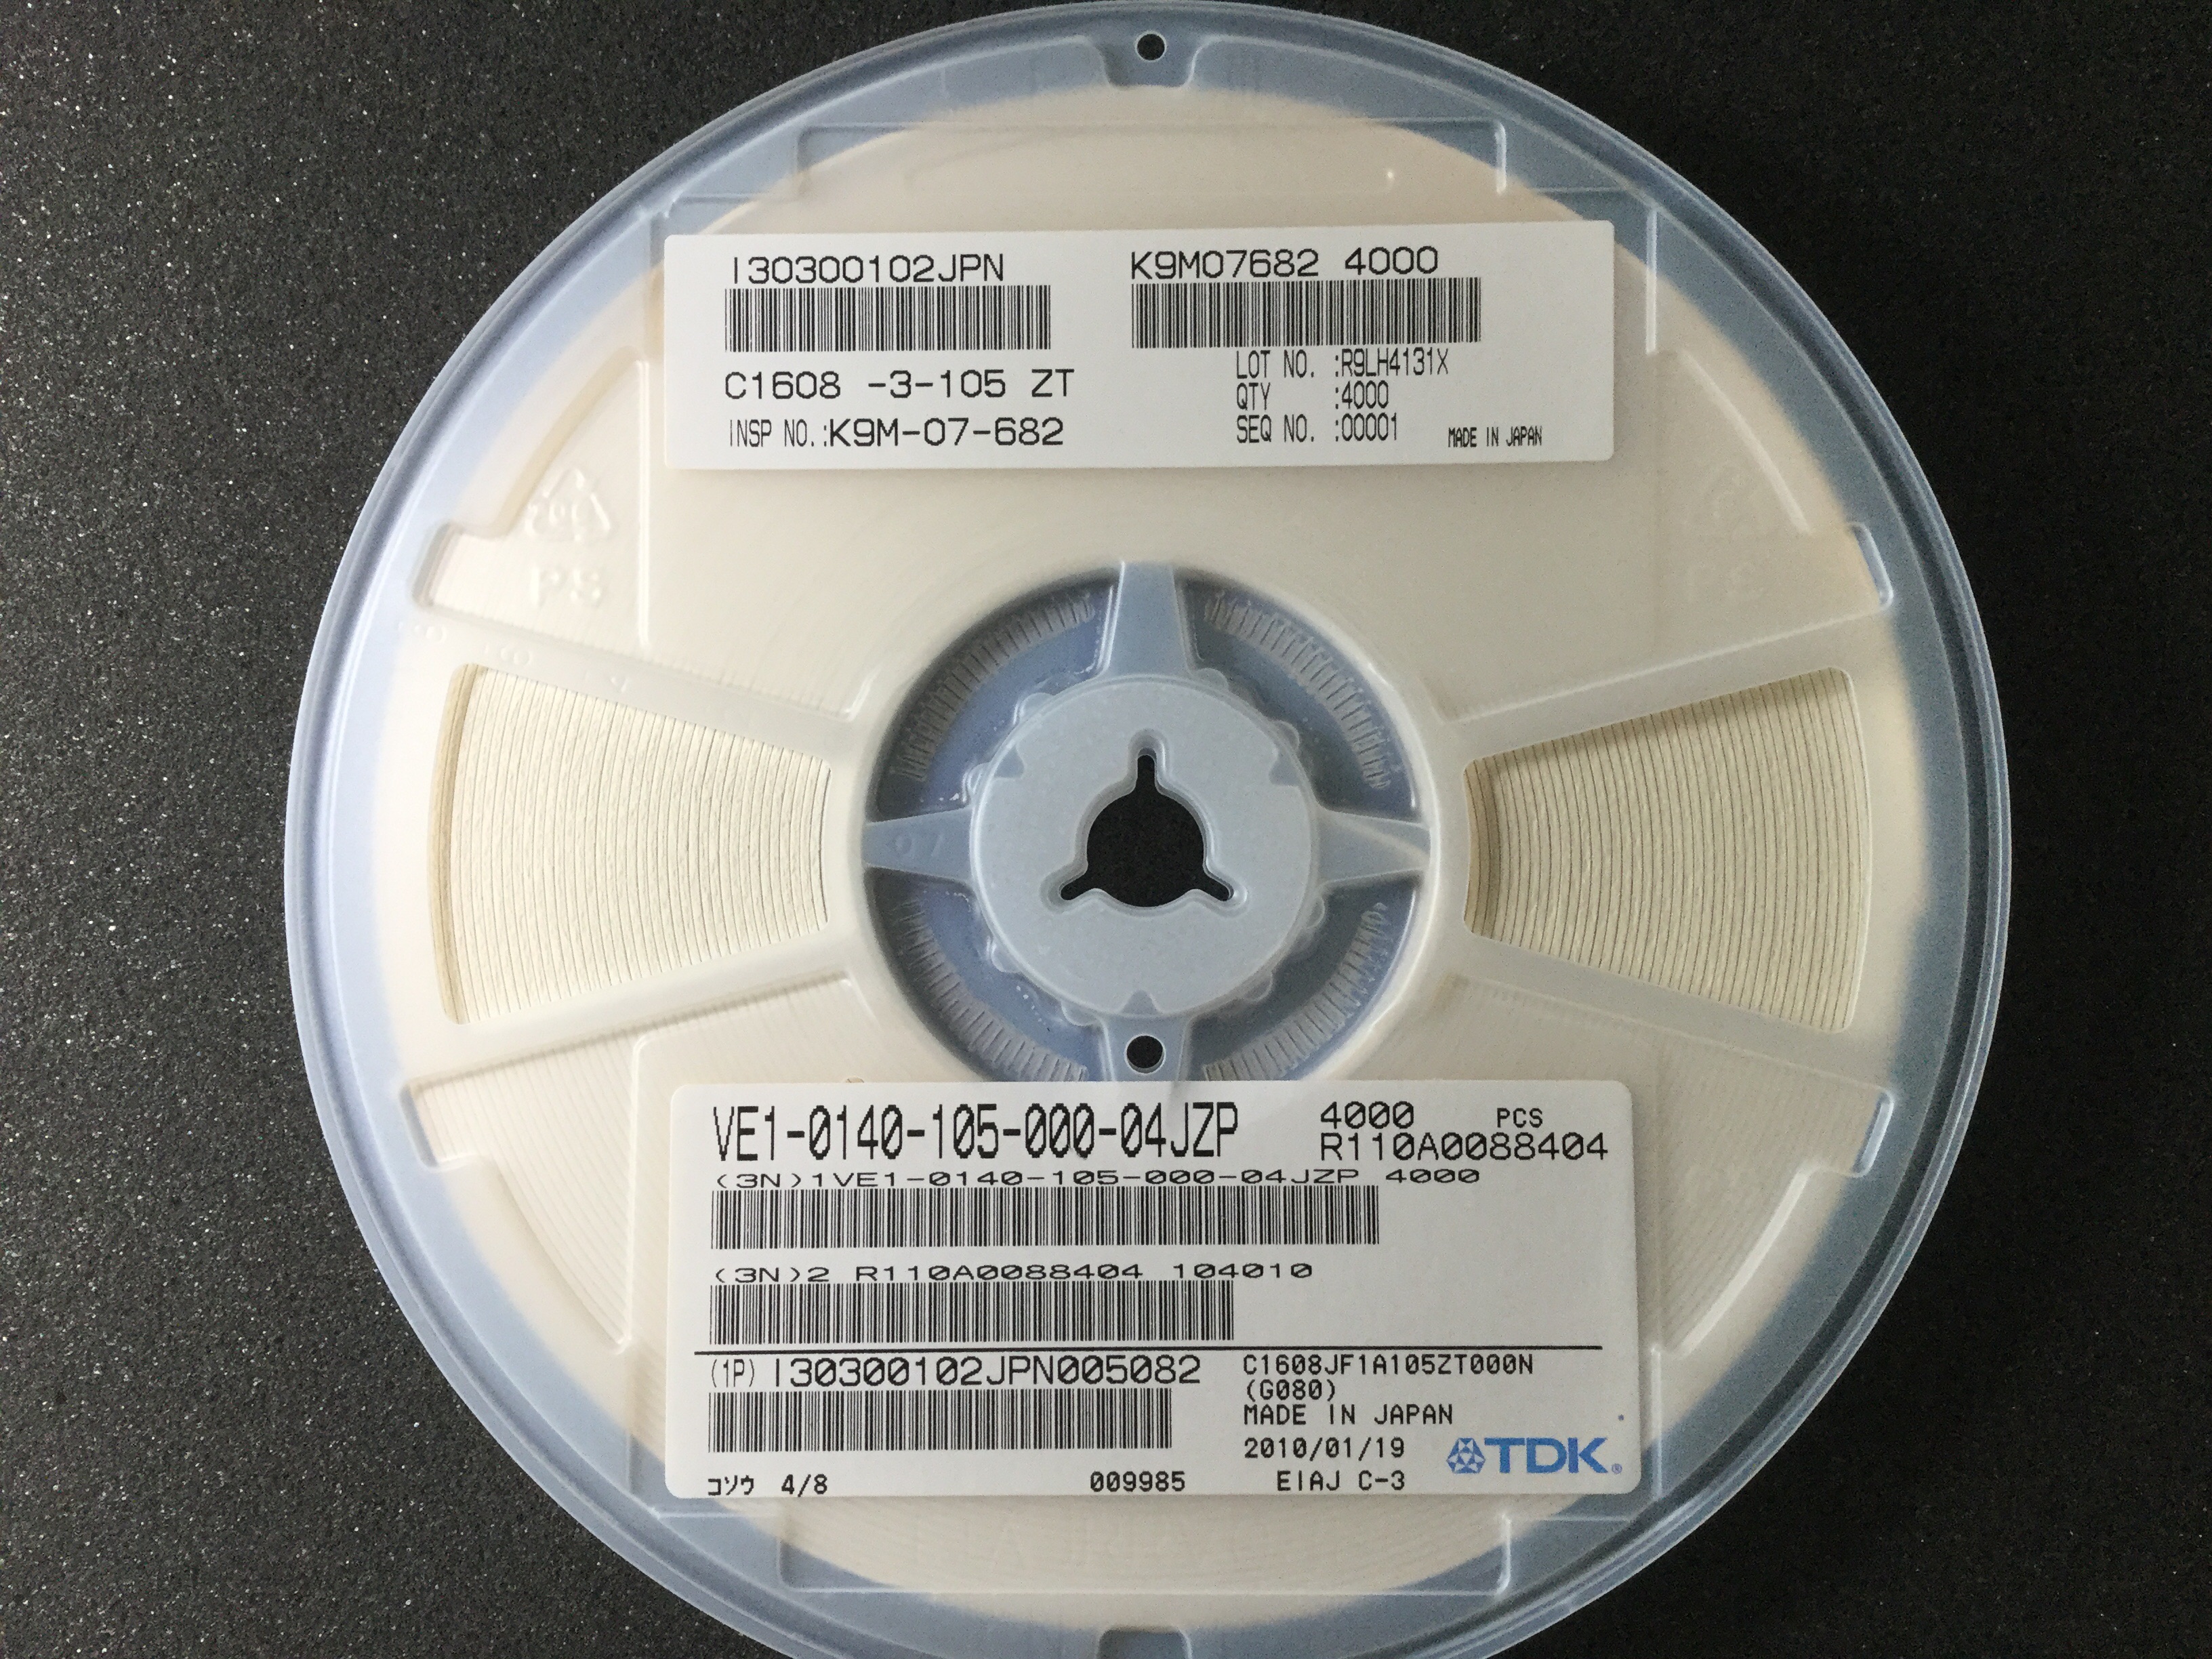 I30300102JPN
K9M07682 4000
C1608 -3-105 ZT
INSP NO.:K9M-07-682
LOT NO. :R9LH4131X
QTY :4000
SEQ NO. :00001
MADE IN JAPAN
PS
07
VE1-0140-105-000-04JZP
4000 PCS
R110A0088404
(3N)1VE1-0140-105-000-04JZP 4000
(3N)2 R110A0088404 104010
(1P) I30300102JPN005082
C1608JF1A105ZT000N
(G080)
MADE IN JAPAN
2010/01/19
TDK®
コソウ 4/8
009985
EIAJ C-3